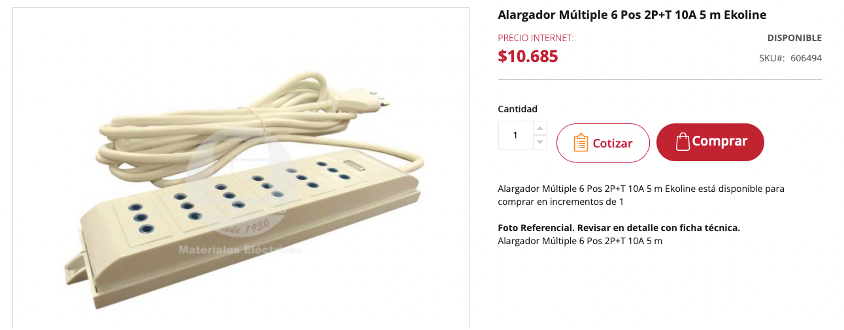 Alargador Múltiple 6 Pos 2P+T 10A 5 m Ekoline
PRECIO INTERNET:
DISPONIBLE
$10.685
SKU#: 606494
Cantidad
1
Cotizar
Comprar
Alargador Múltiple 6 Pos 2P+T 10A 5 m Ekoline está disponible para
comprar en incrementos de 1
Foto Referencial. Revisar en detalle con ficha técnica.
Alargador Múltiple 6 Pos 2P+T 10A 5 m
desde 1930
Materiales Eléctricos